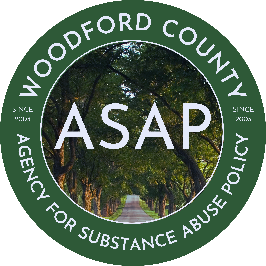 WOODFORD COUNTY
SINCE
ASAP
SINCE
AGENCY FOR SUBSTANCE ABUSE POLICY